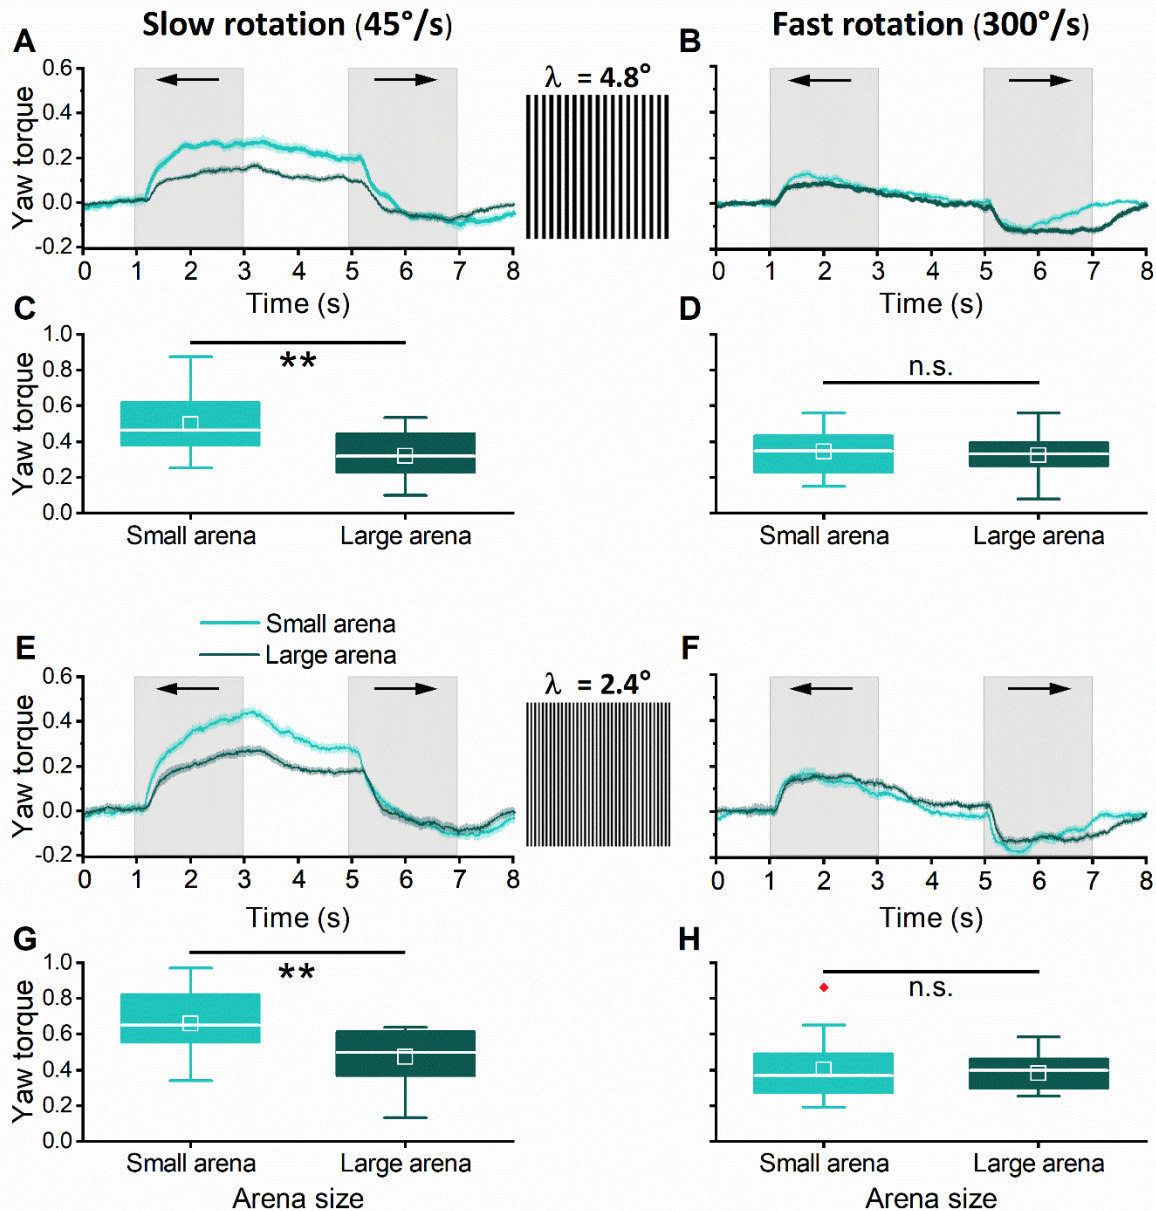 Slow rotation (45°/s)
Fast rotation (300°/s)
A
0.6
0.4
0.2
0.0
-0.2
Yaw torque
0 1 2 3 4 5 6 7 8
Time (s)
λ = 4.8°
B
0 1 2 3 4 5 6 7 8
Time (s)
C
1.0
0.8
0.6
0.4
0.2
0.0
Yaw torque
**
Small arena
Large arena
D
n.s.
Small arena
Large arena
Small arena
Large arena
E
0.6
0.4
0.2
0.0
-0.2
Yaw torque
0 1 2 3 4 5 6 7 8
Time (s)
λ = 2.4°
F
0 1 2 3 4 5 6 7 8
Time (s)
G
1.0
0.8
0.6
0.4
0.2
0.0
Yaw torque
**
Small arena
Large arena
Arena size
H
n.s.
Small arena
Large arena
Arena size